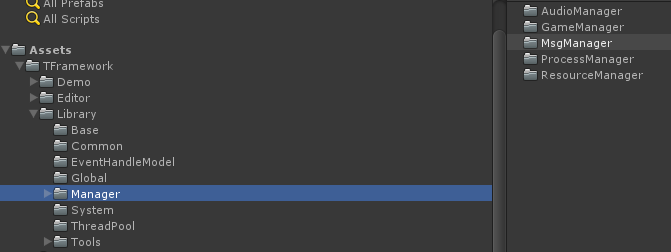 All Prefabs
All Scripts
Assets
TFramework
Demo
Editor
Library
Base
Common
EventHandleModel
Global
Manager
System
ThreadPool
Tools
AudioManager
GameManager
MsgManager
ProcessManager
ResourceManager